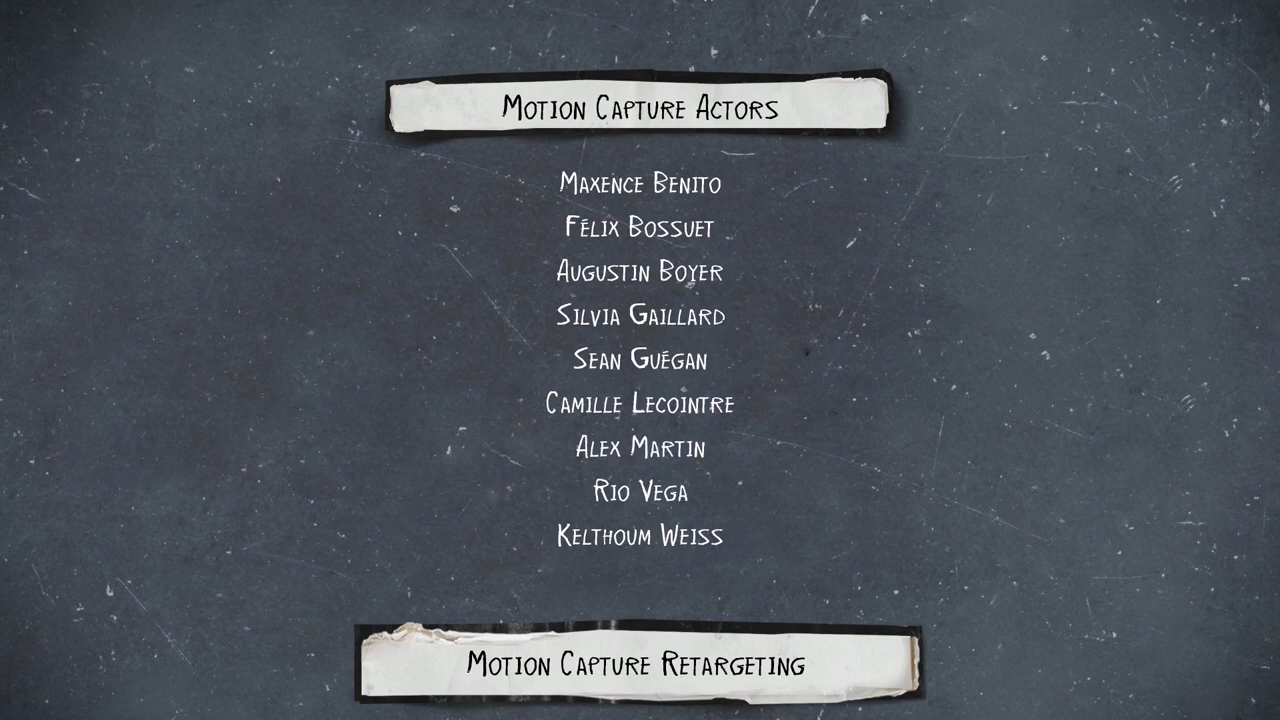 Motion Capture Actors
Maxence Benito
Félix Bossuet
Augustin Boyer
Silvia Gaillard
Sean Guégan
Camille Lecointre
Alex Martin
Rio Vega
Kelthoum Weiss
Motion Capture Retargeting